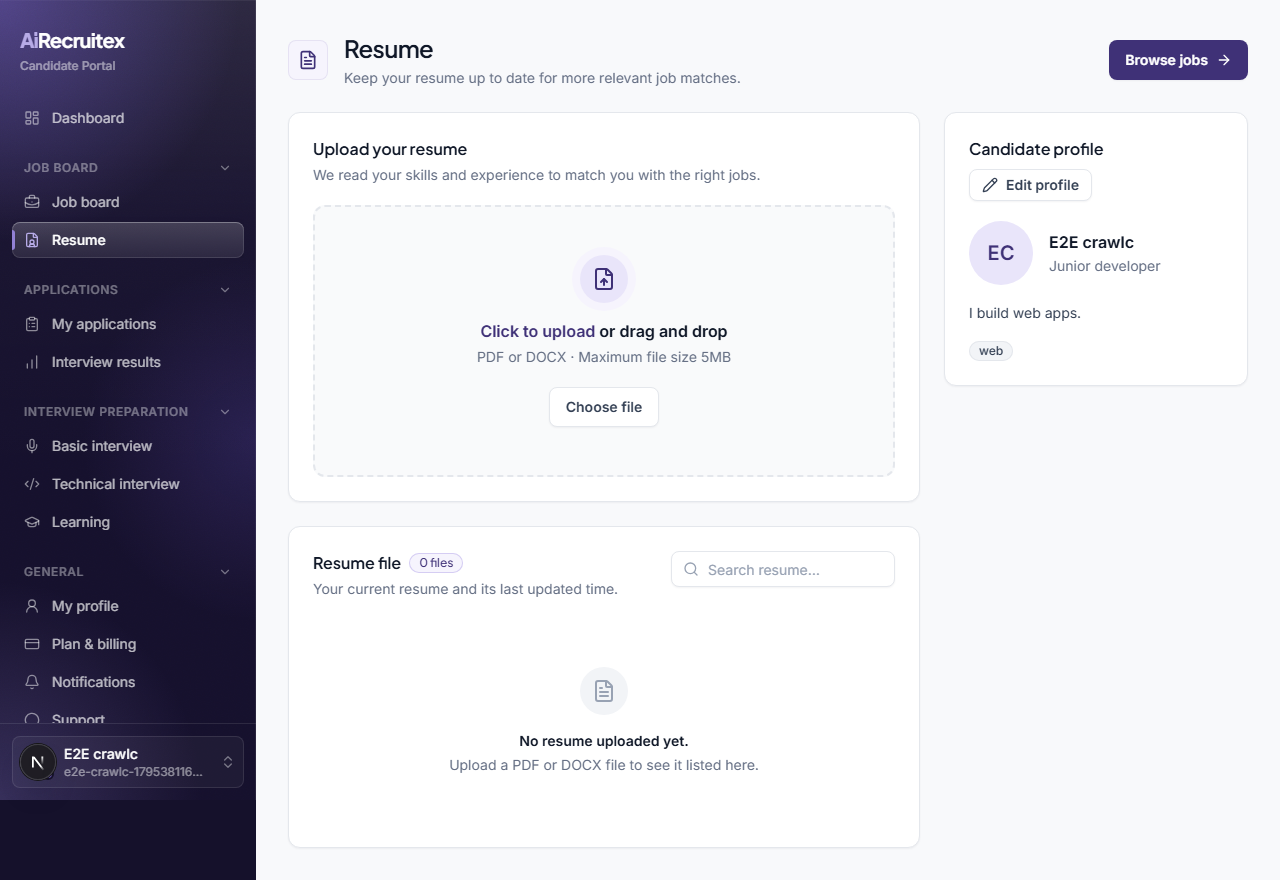 AiRecruitex
Candidate Portal
Dashboard
JOB BOARD
Job board
Resume
APPLICATIONS
My applications
Interview results
INTERVIEW PREPARATION
Basic interview
Technical interview
Learning
GENERAL
My profile
Plan & billing
Notifications
Support
N
E2E crawlc
e2e-crawlc-179538116...
Resume
Keep your resume up to date for more relevant job matches.
Browse jobs
Upload your resume
We read your skills and experience to match you with the right jobs.
Click to upload or drag and drop
PDF or DOCX · Maximum file size 5MB
Choose file
Resume file 0 files
Your current resume and its last updated time.
Search resume...
No resume uploaded yet.
Upload a PDF or DOCX file to see it listed here.
Candidate profile
Edit profile
EC
E2E crawlc
Junior developer
I build web apps.
web